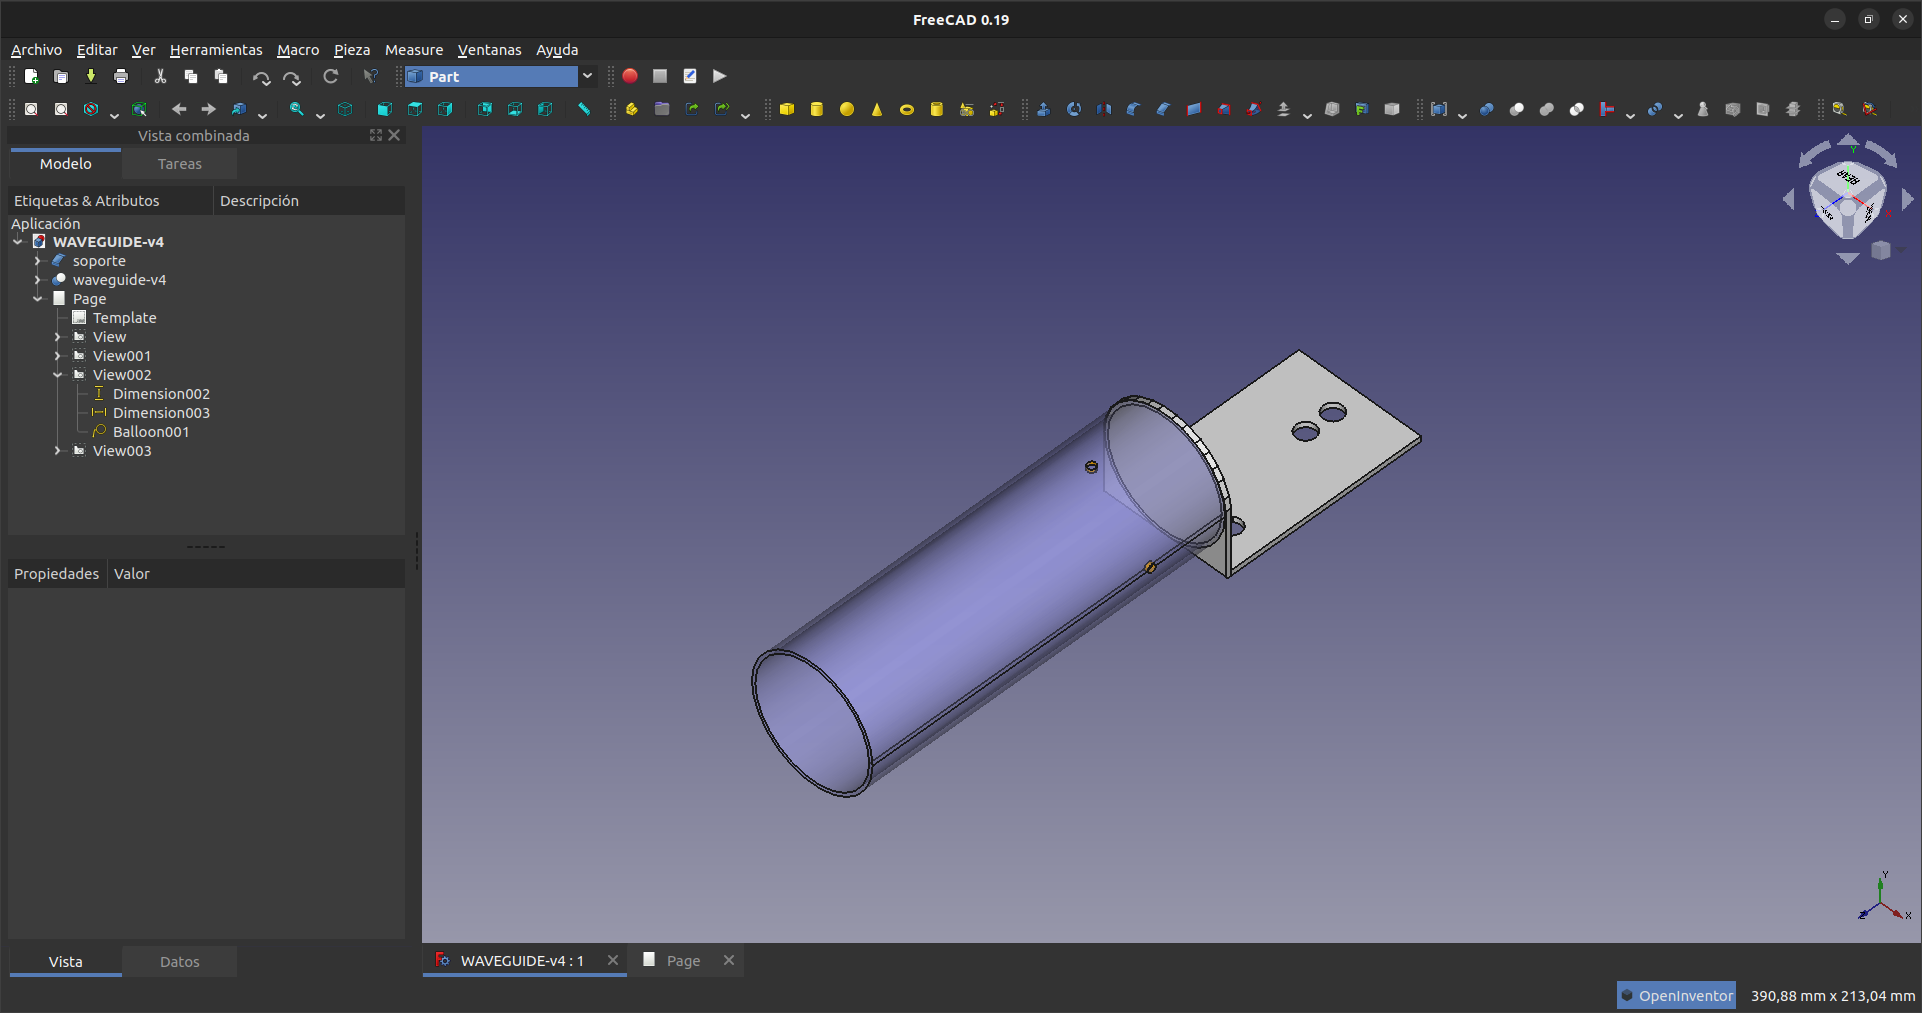 FreeCAD 0.19
Archivo Editar Ver Herramientas Macro Pieza Measure Ventanas Ayuda
Part
Vista combinada
Modelo Tareas
Etiquetas & Atributos Descripción
Aplicación
WAVEGUIDE-v4
soporte
waveguide-v4
Page
Template
View
View001
View002
Dimension002
Dimension003
Balloon001
View003
Propiedades Valor
Vista Datos
Y
REAR
X
Y
Z
X
WAVEGUIDE-v4 : 1
Page
OpenInventor 390,88 mm x 213,04 mm